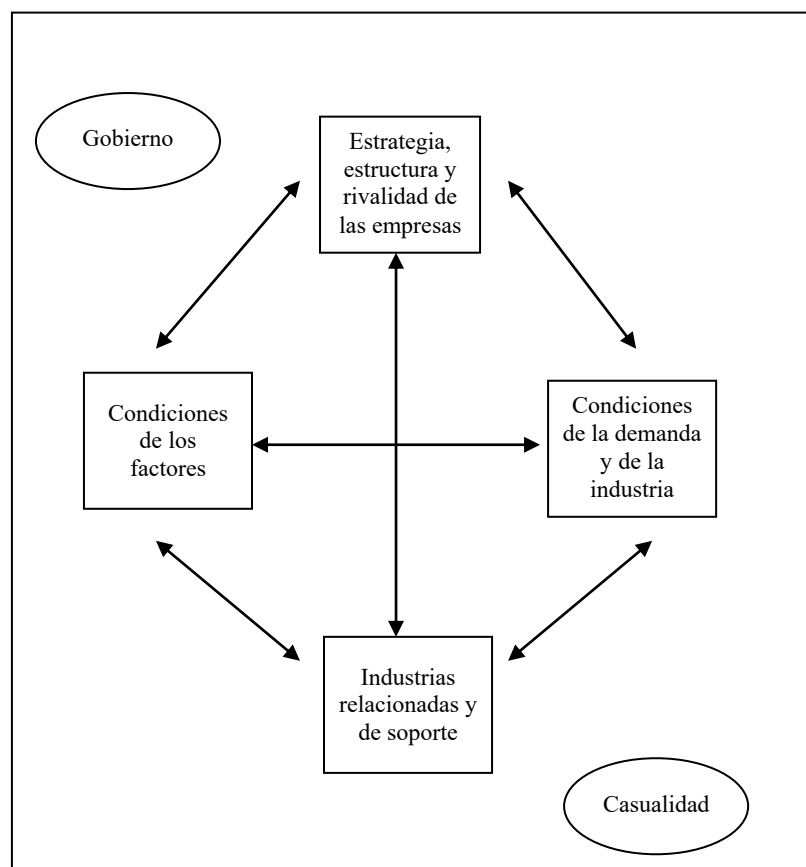 Gobierno
Estrategia,
estructura y
rivalidad de
las empresas
Condiciones
de los
factores
Condiciones
de la demanda
y de la
industria
Industrias
relacionadas y
de soporte
Casualidad